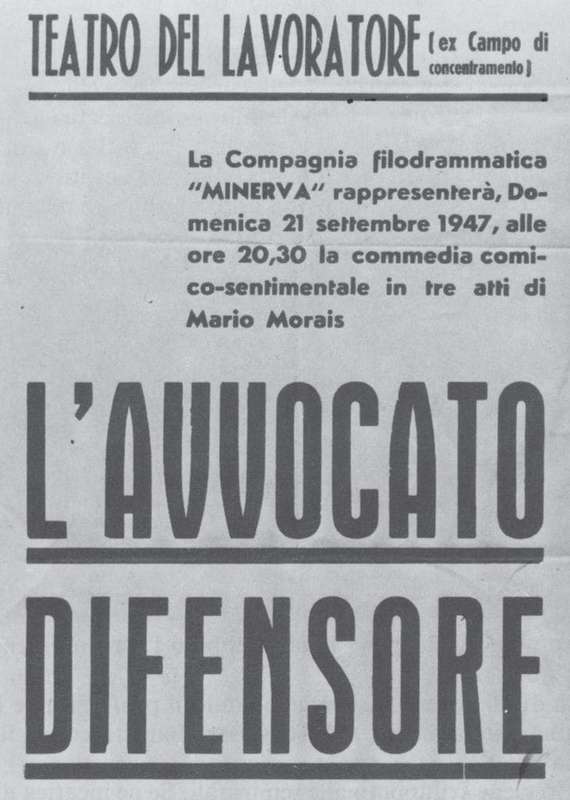 TEATRO DEL LAVORATORE (ex Campo di
concentramento)
La Compagnia filodrammatica
"MINERVA" rappresenterà, Do-
menica 21 settembre 1947, alle
ore 20,30 la commedia comi-
co-sentimentale in tre atti di
Mario Morais
L'AVVOCATO
DIFENSORE